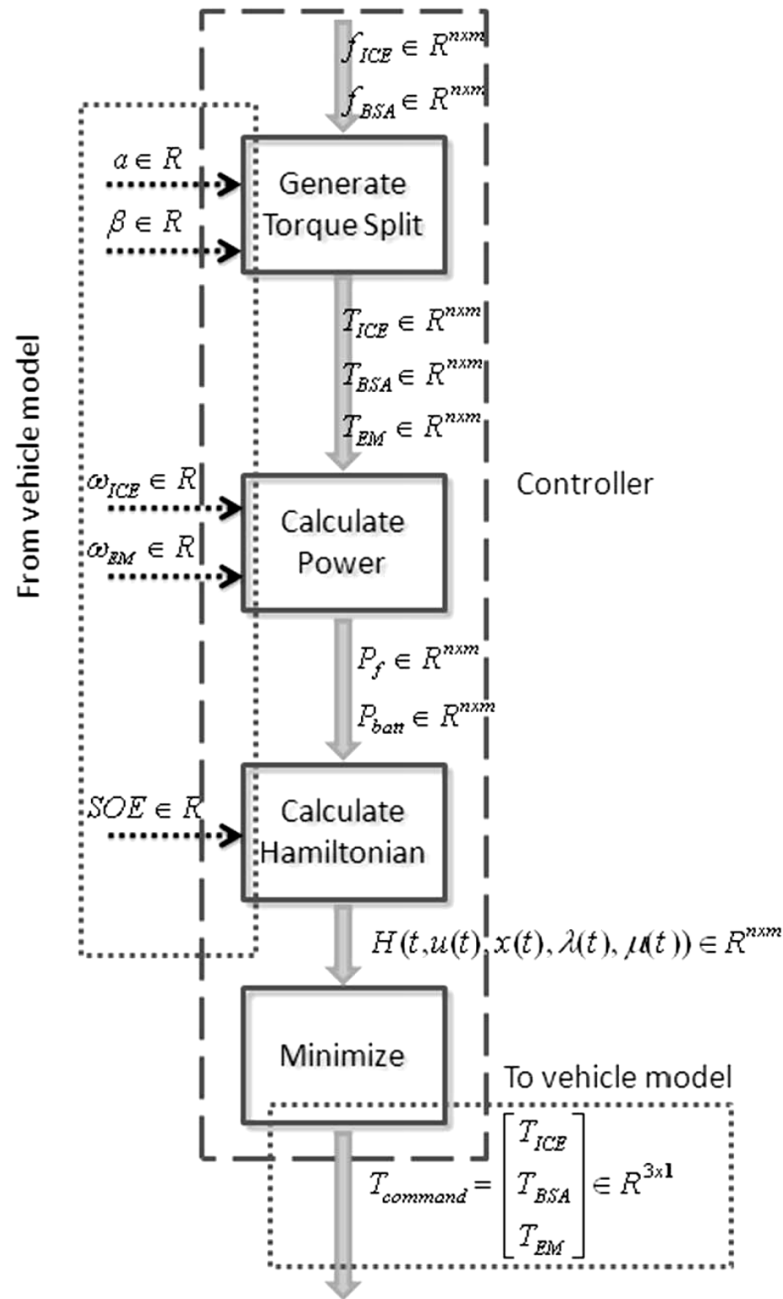 f_ICE ∈ R^nxm
f_BSA ∈ R^nxm
α ∈ R
β ∈ R
Generate
Torque Split
T_ICE ∈ R^nxm
T_BSA ∈ R^nxm
T_EM ∈ R^nxm
From vehicle model
ω_ICE ∈ R
ω_EM ∈ R
Calculate
Power
Controller
P_f ∈ R^nxm
P_batt ∈ R^nxm
SOE ∈ R
Calculate
Hamiltonian
H(t,u(t),x(t),λ(t),μ(t)) ∈ R^nxm
Minimize
To vehicle model
T_command = [T_ICE
T_BSA
T_EM] ∈ R^3x1